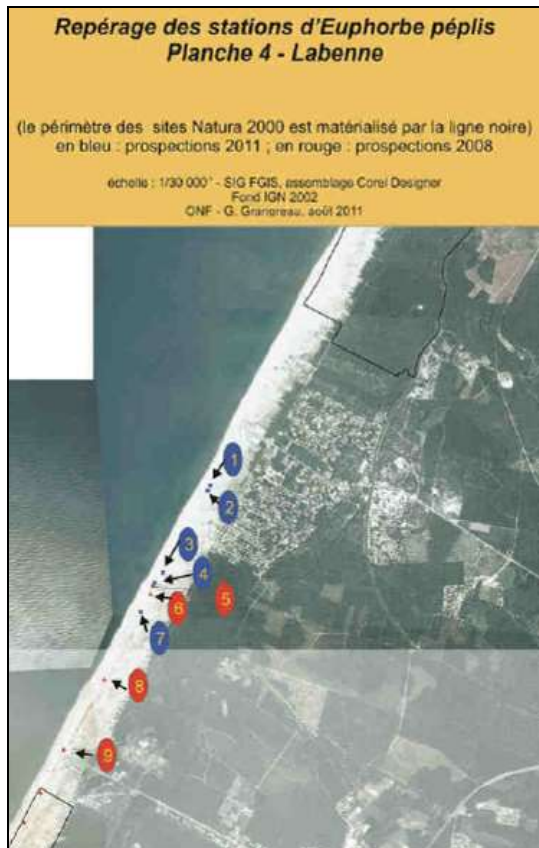 Repérage des stations d'Euphorbe péplis
Planche 4 - Labenne
(le périmètre des sites Natura 2000 est matérialisé par la ligne noire)
en bleu : prospections 2011 ; en rouge : prospections 2008
échelle : 1/30 000° - SIG FGIS, assemblage Corel Designer
Fond IGN 2002
ONF - G. Granereau, août 2011
1
2
3
4
5
6
7
8
9